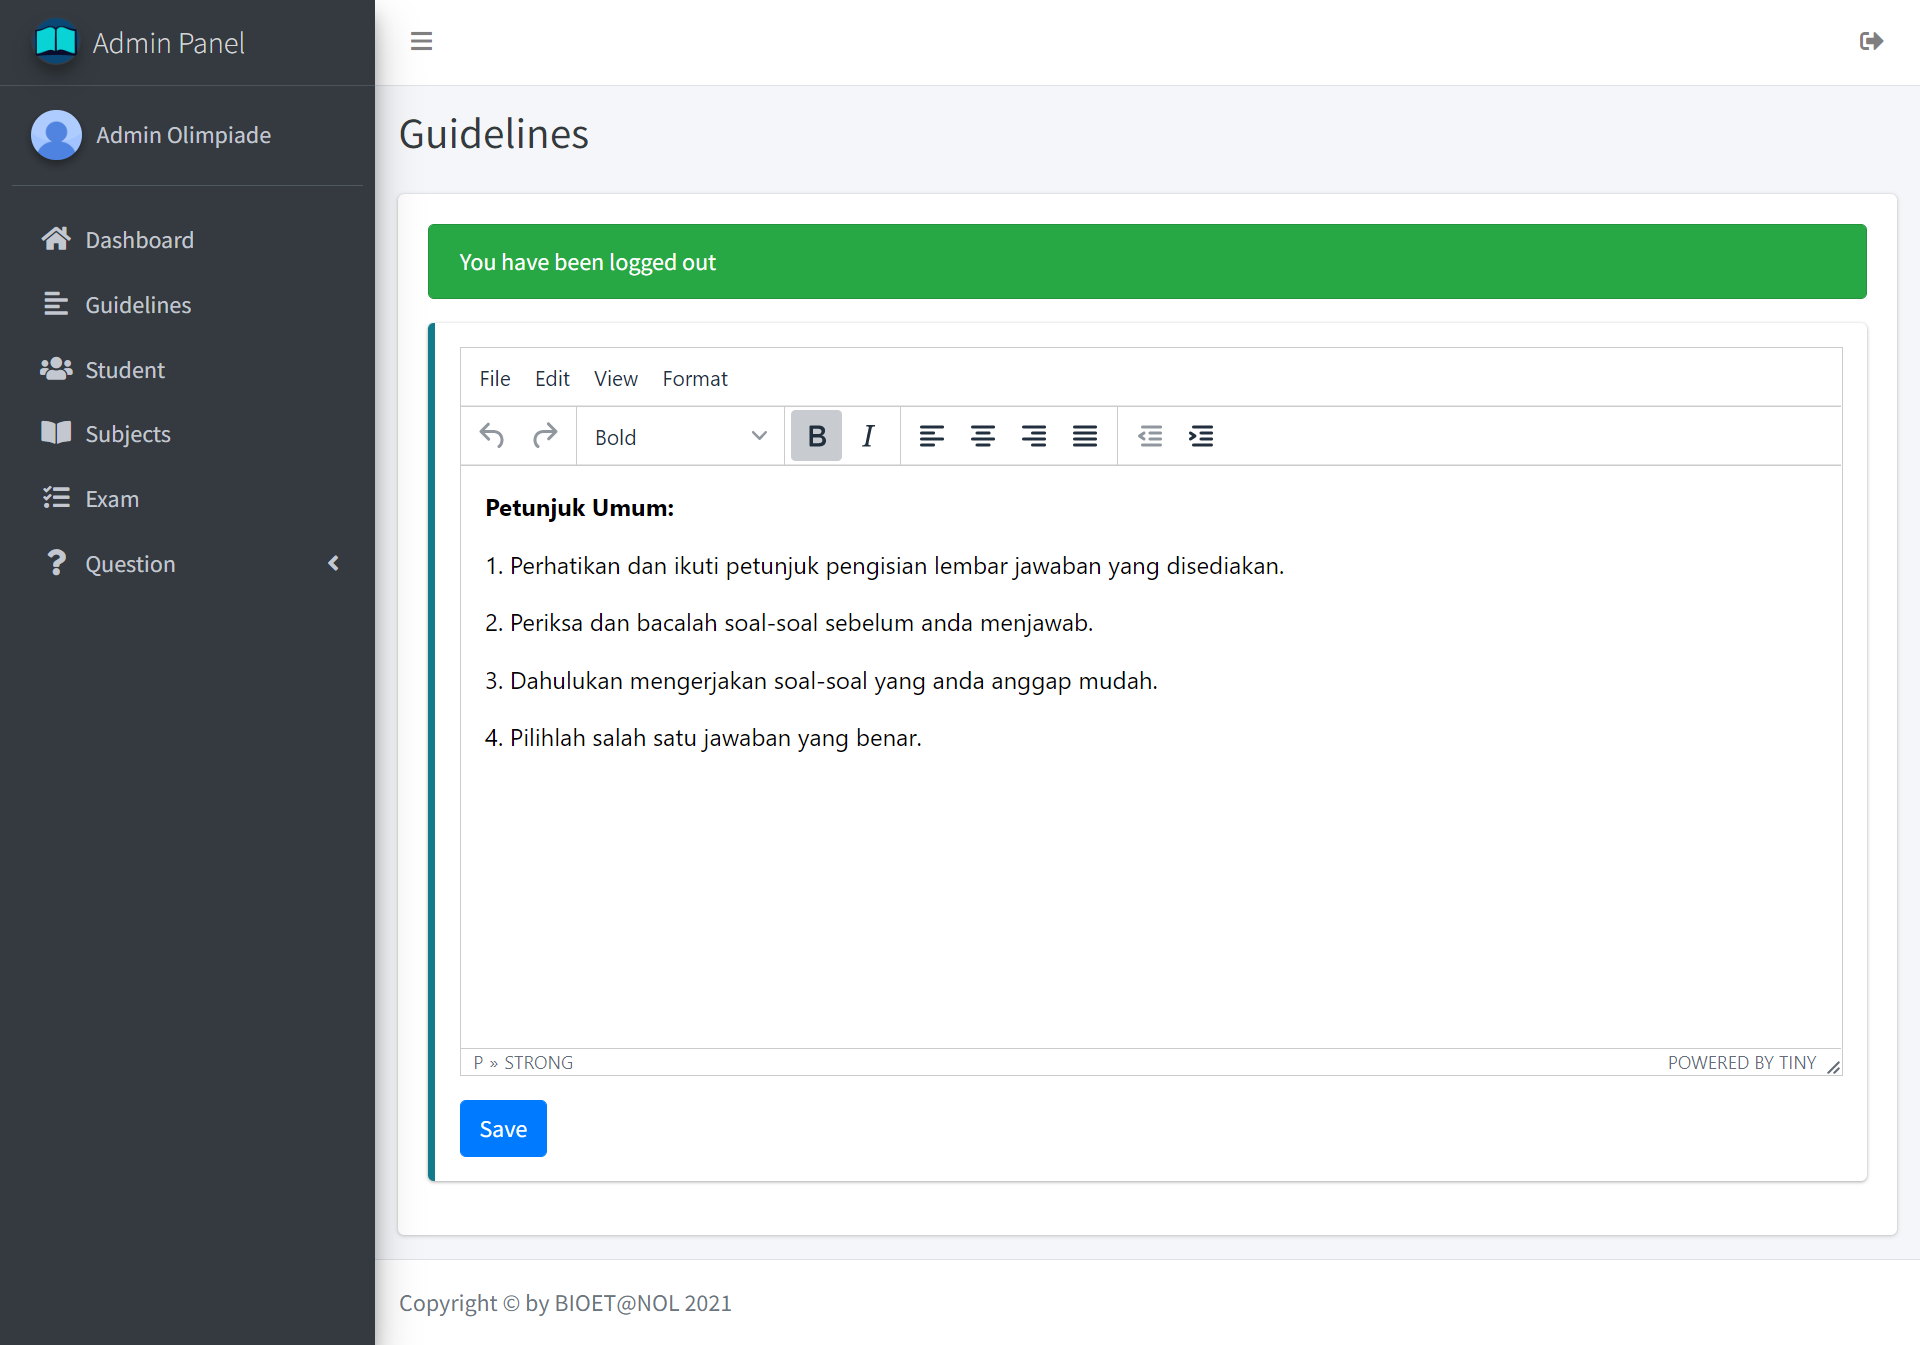 Admin Panel
Admin Olimpiade
Dashboard
Guidelines
Student
Subjects
Exam
Question
Guidelines
You have been logged out
File Edit View Format
Bold B I
Petunjuk Umum:
1. Perhatikan dan ikuti petunjuk pengisian lembar jawaban yang disediakan.
2. Periksa dan bacalah soal-soal sebelum anda menjawab.
3. Dahulukan mengerjakan soal-soal yang anda anggap mudah.
4. Pilihlah salah satu jawaban yang benar.
P » STRONG POWERED BY TINY
Save
Copyright © by BIOET@NOL 2021